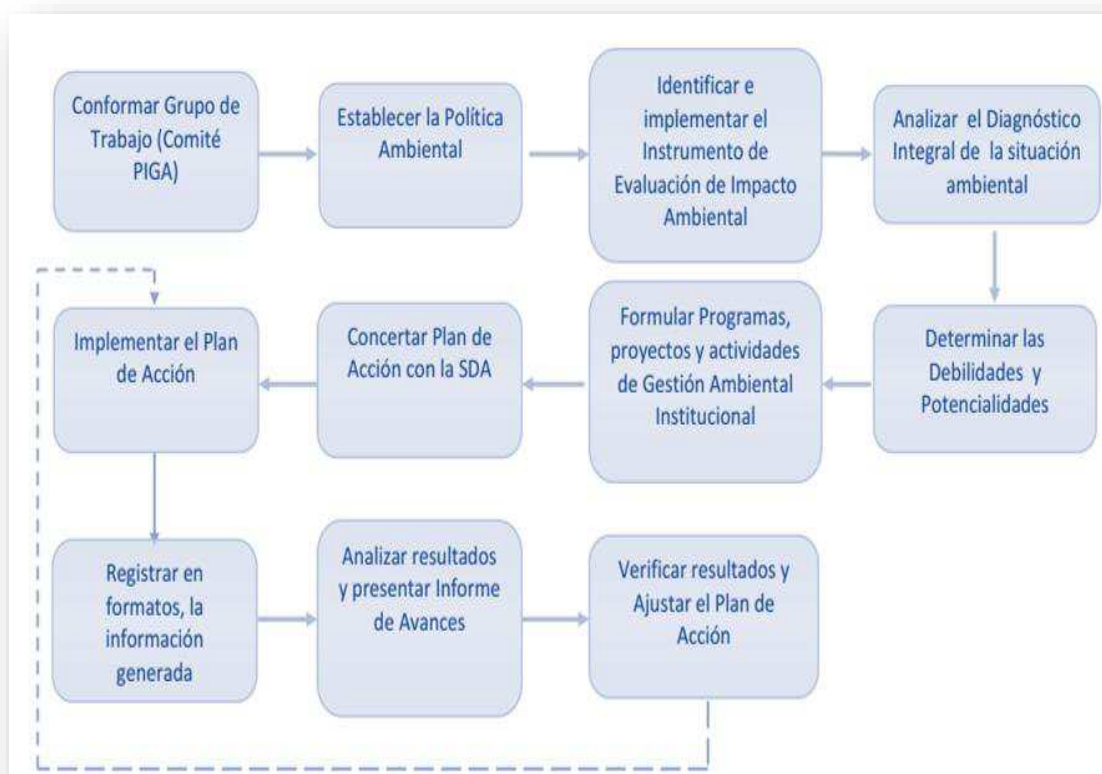 Conformar Grupo de
Trabajo (Comité
PIGA)
Establecer la Política
Ambiental
Identificar e
implementar el
Instrumento de
Evaluación de Impacto
Ambiental
Analizar el Diagnóstico
Integral de la situación
ambiental
Determinar las
Debilidades y
Potencialidades
Formular Programas,
proyectos y actividades
de Gestión Ambiental
Institucional
Concertar Plan de
Acción con la SDA
Implementar el Plan
de Acción
Registrar en
formatos, la
información
generada
Analizar resultados
y presentar Informe
de Avances
Verificar resultados y
Ajustar el Plan de
Acción